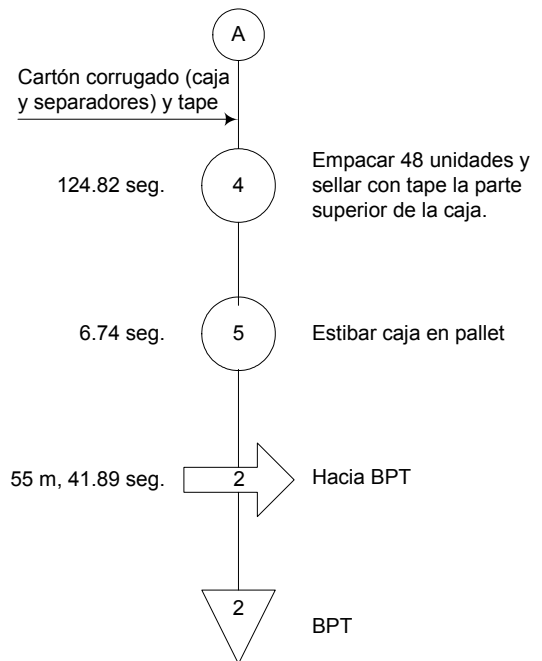 A
Cartón corrugado (caja
y separadores) y tape
124.82 seg.
4
Empacar 48 unidades y
sellar con tape la parte
superior de la caja.
6.74 seg.
5
Estibar caja en pallet
55 m, 41.89 seg.
2
Hacia BPT
2
BPT